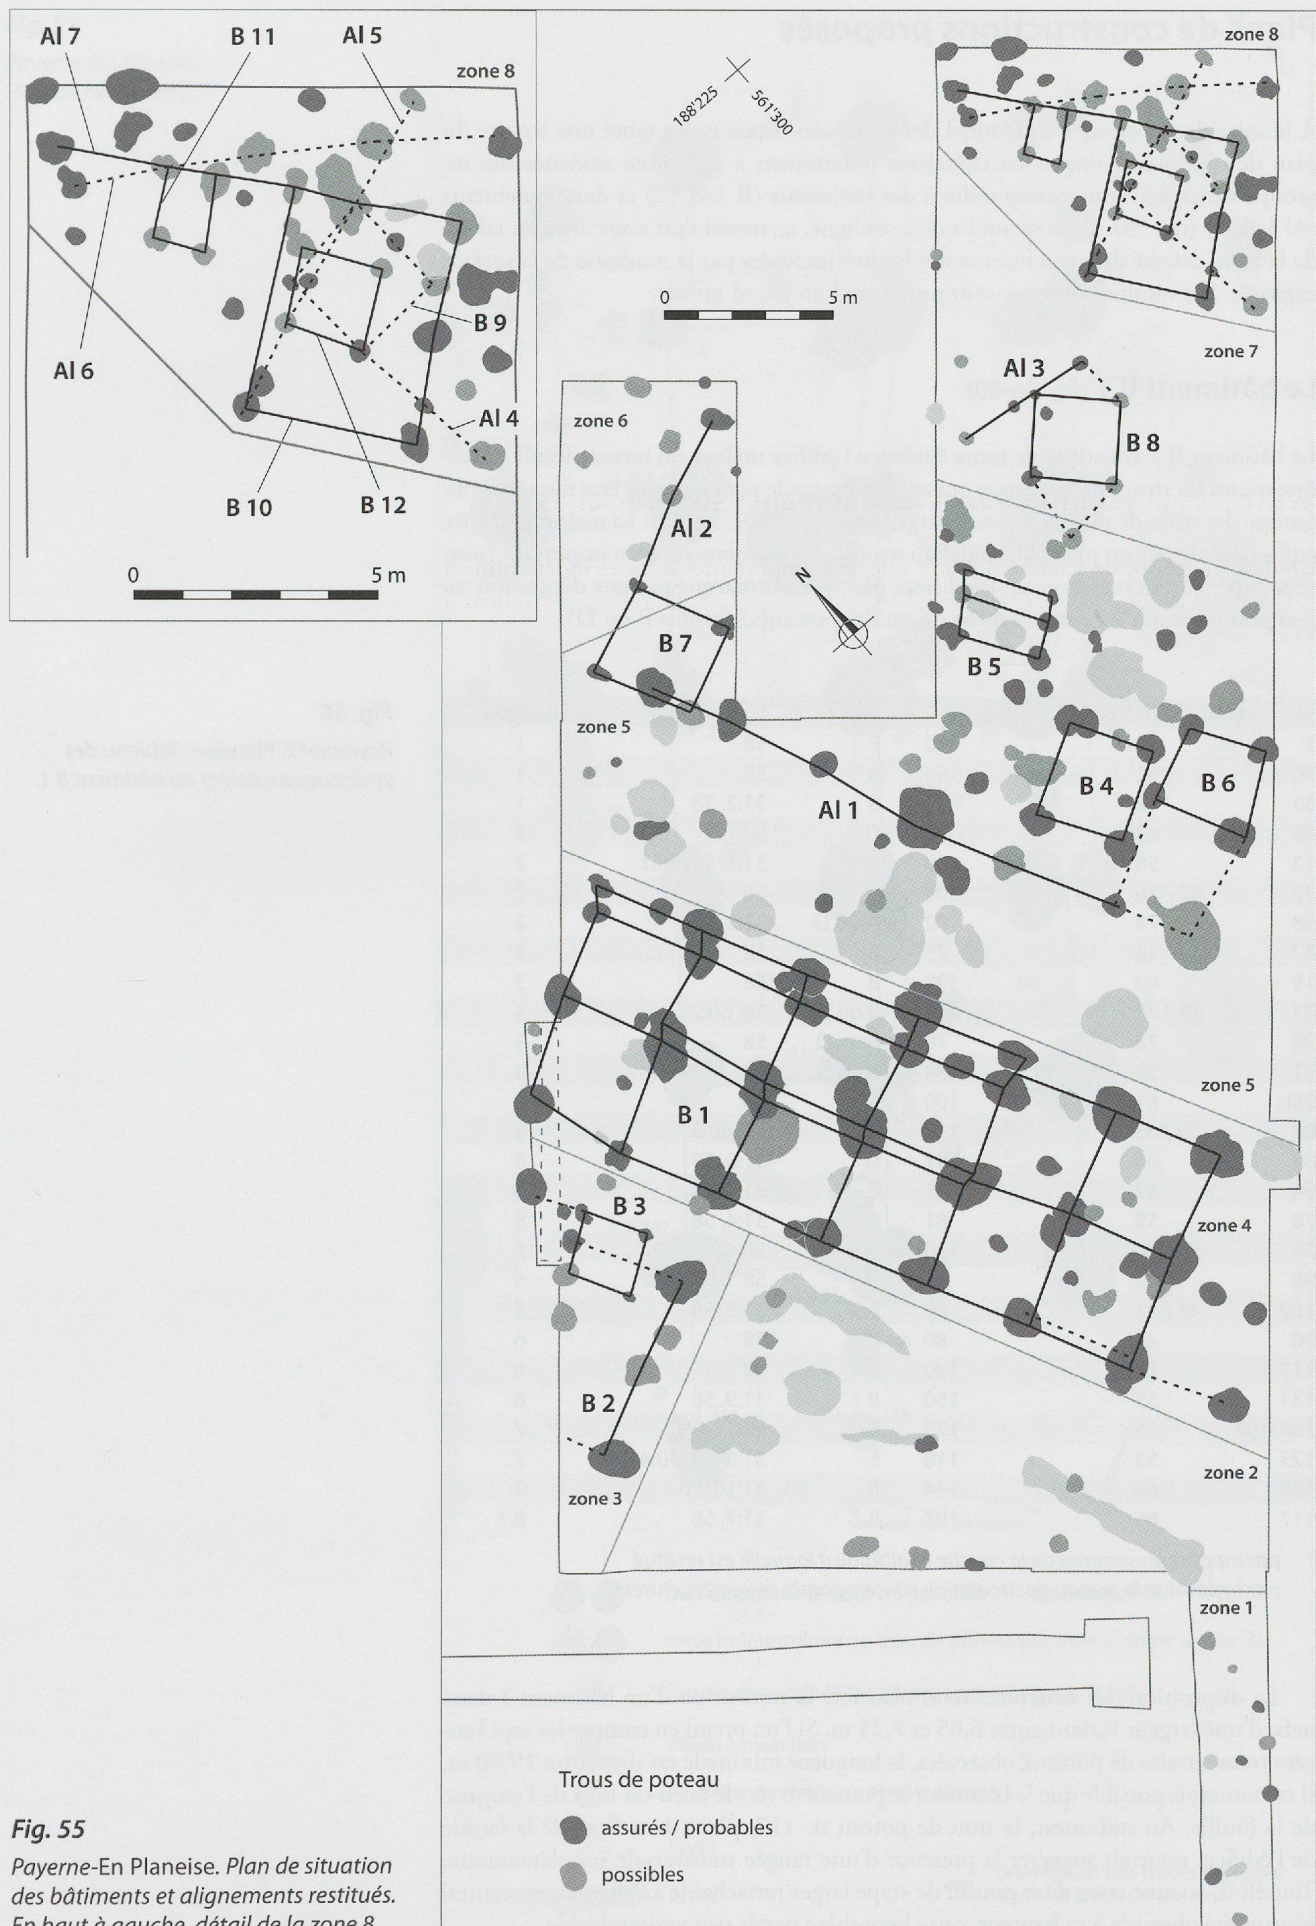 Al 7
B 11
Al 5
zone 8
B 9
Al 6
Al 4
B 10
B 12
0 5 m
188'225
561'300
zone 8
0 5 m
zone 7
Al 3
B 8
zone 6
Al 2
N
B 7
B 5
zone 5
B 4
B 6
Al 1
zone 5
B 1
B 3
zone 4
B 2
zone 2
zone 3
zone 1
Trous de poteau
assurés / probables
possibles
Fig. 55
Payerne-En Planeise. Plan de situation
des bâtiments et alignements restitués.
En haut à gauche, détail de la zone 8.